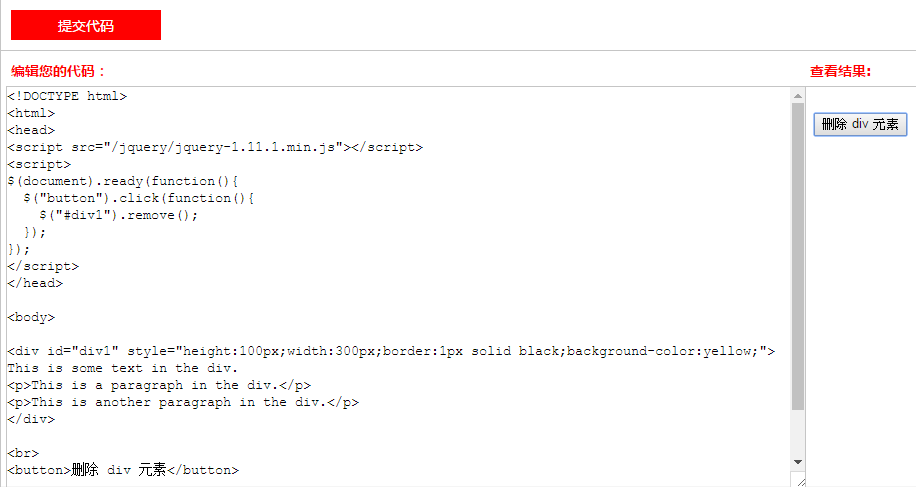 提交代码
编辑您的代码：
查看结果:
<!DOCTYPE html>
<html>
<head>
<script src="/jquery/jquery-1.11.1.min.js"></script>
<script>
$(document).ready(function(){
  $("button").click(function(){
    $("#div1").remove();
  });
});
</script>
</head>
<body>
<div id="div1" style="height:100px;width:300px;border:1px solid black;background-color:yellow;">
This is some text in the div.
<p>This is a paragraph in the div.</p>
<p>This is another paragraph in the div.</p>
</div>
<br>
<button>删除 div 元素</button>
删除 div 元素